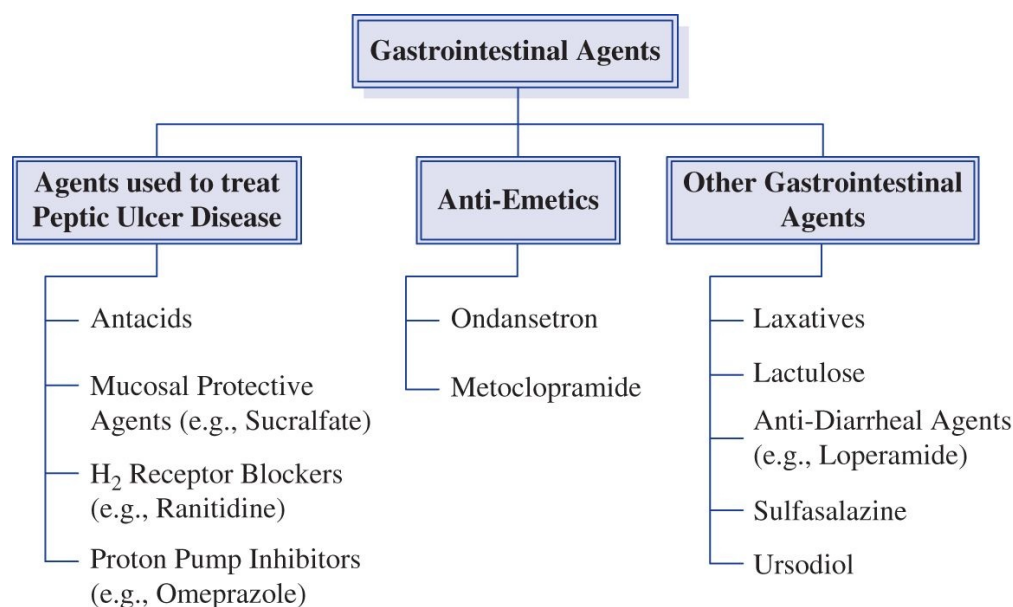 Gastrointestinal Agents
Agents used to treat
Peptic Ulcer Disease
Antacids
Mucosal Protective
Agents (e.g., Sucralfate)
H₂ Receptor Blockers
(e.g., Ranitidine)
Proton Pump Inhibitors
(e.g., Omeprazole)
Anti-Emetics
Ondansetron
Metoclopramide
Other Gastrointestinal
Agents
Laxatives
Lactulose
Anti-Diarrheal Agents
(e.g., Loperamide)
Sulfasalazine
Ursodiol